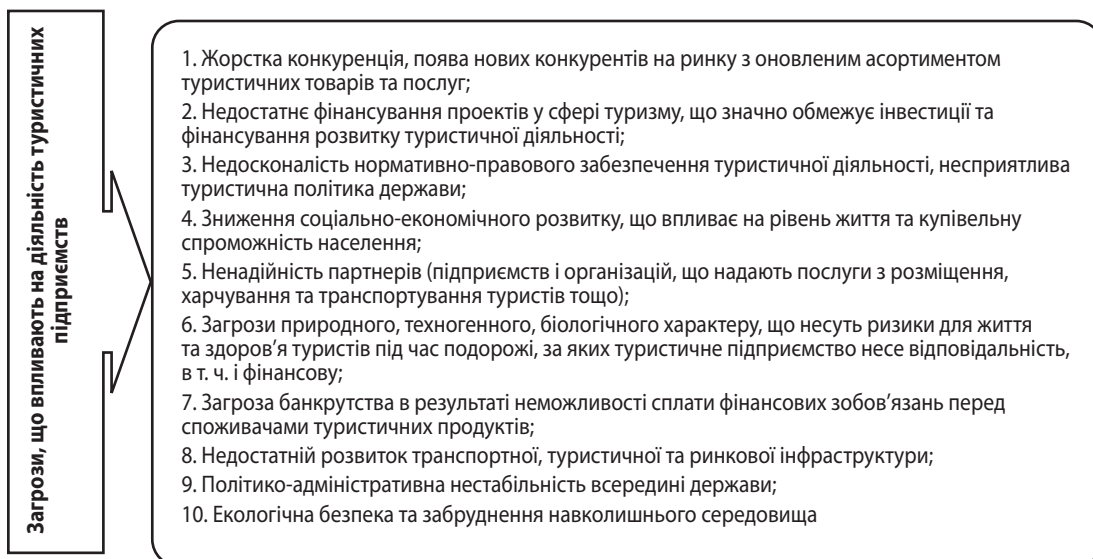 Загрози, що впливають на діяльність туристичних
підприємств
1. Жорстка конкуренція, поява нових конкурентів на ринку з оновленим асортиментом
туристичних товарів та послуг;
2. Недостатнє фінансування проектів у сфері туризму, що значно обмежує інвестиції та
фінансування розвитку туристичної діяльності;
3. Недосконалість нормативно-правового забезпечення туристичної діяльності, несприятлива
туристична політика держави;
4. Зниження соціально-економічного розвитку, що впливає на рівень життя та купівельну
спроможність населення;
5. Ненадійність партнерів (підприємств і організацій, що надають послуги з розміщення,
харчування та транспортування туристів тощо);
6. Загрози природного, техногенного, біологічного характеру, що несуть ризики для життя
та здоров'я туристів під час подорожі, за яких туристичне підприємство несе відповідальність,
в т. ч. і фінансову;
7. Загроза банкрутства в результаті неможливості сплати фінансових зобов'язань перед
споживачами туристичних продуктів;
8. Недостатній розвиток транспортної, туристичної та ринкової інфраструктури;
9. Політико-адміністративна нестабільність всередині держави;
10. Екологічна безпека та забруднення навколишнього середовища